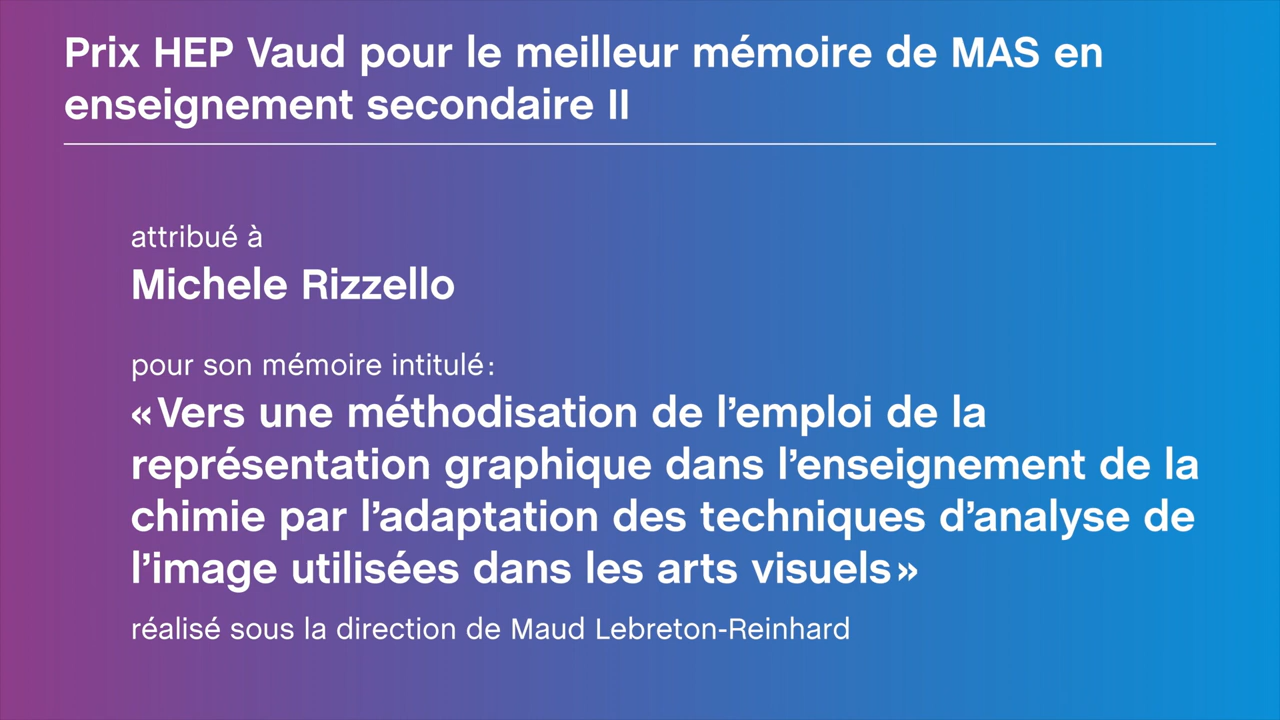 Prix HEP Vaud pour le meilleur mémoire de MAS en
enseignement secondaire II
attribué à
Michele Rizzello
pour son mémoire intitulé :
« Vers une méthodisation de l’emploi de la
représentation graphique dans l’enseignement de la
chimie par l’adaptation des techniques d’analyse de
l’image utilisées dans les arts visuels »
réalisé sous la direction de Maud Lebreton-Reinhard